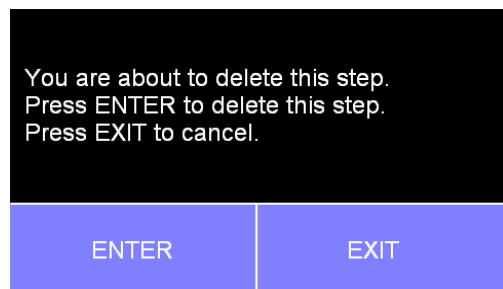 You are about to delete this step.
Press ENTER to delete this step.
Press EXIT to cancel.
ENTER
EXIT